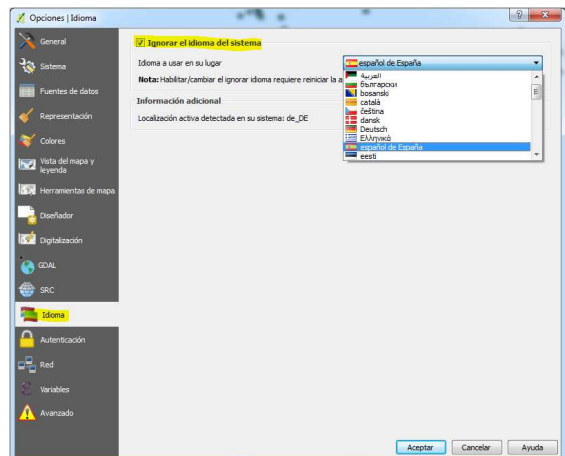 Opciones | Idioma
General
Sistema
Fuentes de datos
Representación
Colores
Vista del mapa y
leyenda
Herramientas de mapa
Diseñador
Digitalización
GDAL
SRC
Idioma
Autenticación
Red
Variables
Avanzado
Ignorar el idioma del sistema
Idioma a usar en su lugar
español de España
Nota: Habilitar/cambiar el ignorar idioma requiere reiniciar la a
العربية
български
bosanski
català
čeština
dansk
Deutsch
Ελληνικά
español de España
eesti
Información adicional
Localización activa detectada en su sistema: de_DE
Aceptar
Cancelar
Ayuda